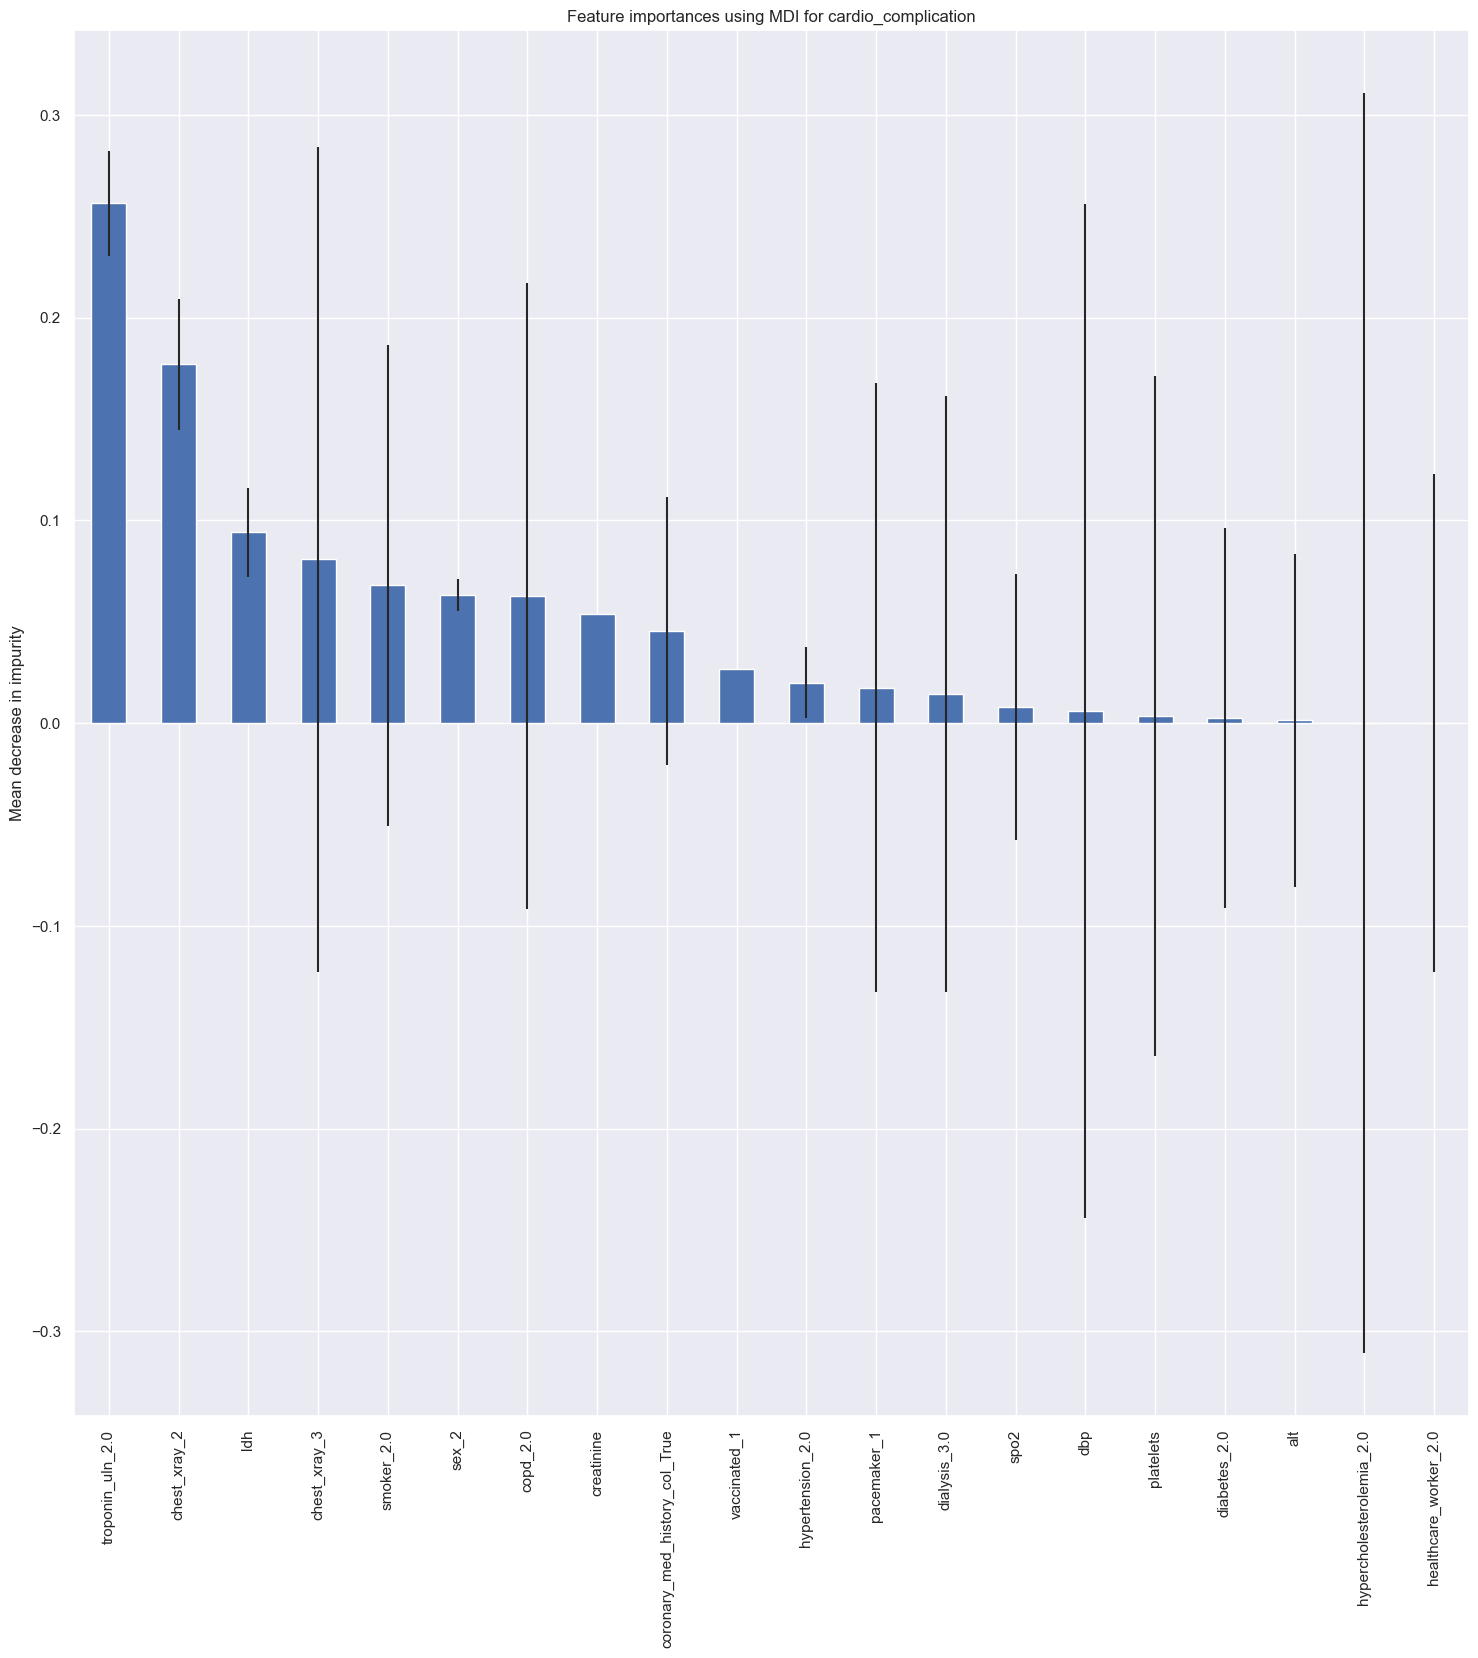 Feature importances using MDI for cardio_complication
Mean decrease in impurity
0.3
0.2
0.1
0.0
−0.1
−0.2
−0.3
troponin_uln_2.0
chest_xray_2
ldh
chest_xray_3
smoker_2.0
sex_2
copd_2.0
creatinine
coronary_med_history_col_True
vaccinated_1
hypertension_2.0
pacemaker_1
dialysis_3.0
spo2
dbp
platelets
diabetes_2.0
alt
hypercholesterolemia_2.0
healthcare_worker_2.0